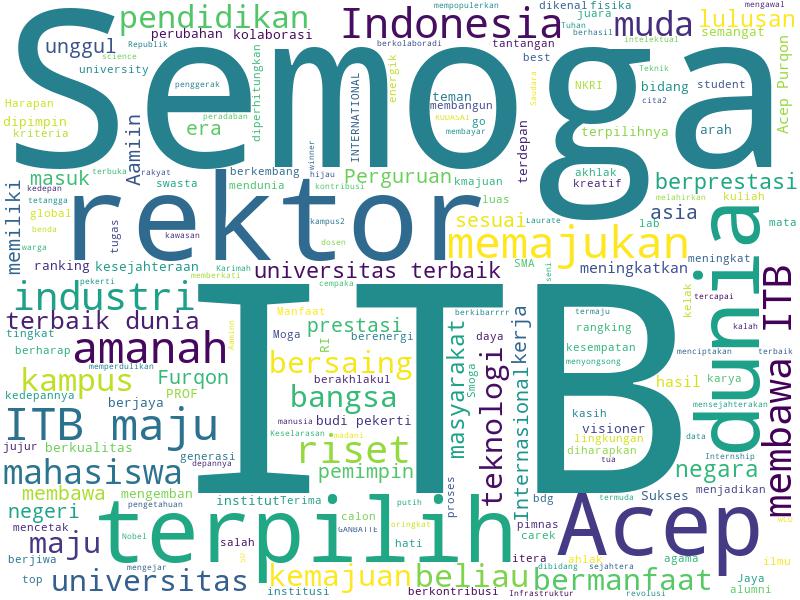 Semoga
ITB
rektor
terpilih
Acep
dunia
Indonesia
memajukan
amanah
industri
ITB maju
pendidikan
muda
lulusan
unggul
perubahan
kolaborasi
university
Republik
science
penggerak
peradaban
Harapan
dipimpin
kriteria
era
diperhitungkan
Aamiin
INTERNATIONAL
energik
mempopulerkan
berkolaboradi
tantangan
best
teman
membangun
KUDASAI
go
membayar
terdepan
dikenal
fisika
juara
Tuhan
berhasil
intelektual
mengawal
semangat
Teknik
NKRI
bidang
student
Saudara
cita2
terpilihnya
arah
Acep Purqon
akhlak
kreatif
berprestasi
melahirkan
kuliah
masuk
terbuka
rakyat
swasta
berkembang
mendunia
winner
hijau
kontribusi
Perguruan
kmajuan
luas
sesuai
Laurate
asia
lab
mata
kedepan
tetangga
global
benda
warga
memiliki
tugas
kawasan
kampus2
dosen
ranking
kesejahteraan
universitas terbaik
Karimah
memberkati
cempaka
pekerti
SMA
seni
meningkatkan
meningkat
kelak
tercapai
kalah
membawa ITB
terbaik dunia
tingkat
berharap
memperdulikan
Aaminn
Manfaat
Moga
prestasi
RI
berenergi
berkibarrrr
bersaing
daya
berakhlakul
bangsa
masyarakat
Smoga
teknologi
Internasional
kerja
termaju
rangking
kesempatan
menyongsong
menciptakan
terbaik
hasil
karya
mensejahterakan
kampus
Furqon
PROF
kedepannya
berjaya
jujur
berkualitas
generasi
depannya
manusia
budi pekerti
Keselarasan
madani
riset
pemimpin
kasih
visioner
lingkungan
diharapkan
tua
data
Internship
negara
mahasiswa
membawa
mengemban
pengetahuan
institut
Terima
proses
bdg
pimnas
carek
termuda
Sukses
menjadikan
negeri
mencetak
maju
Nobel
salah
calon
putih
GANBATTE
oringkat
hati
itera
ahlak
sejahtera
agama
ilmu
WCU
berjiwa
top
universitas
mengejar
kemajuan
institusi
beliau
berkontribusi
dibidang
bermanfaat
Infrastruktur
revolusi
Jaya
alumni